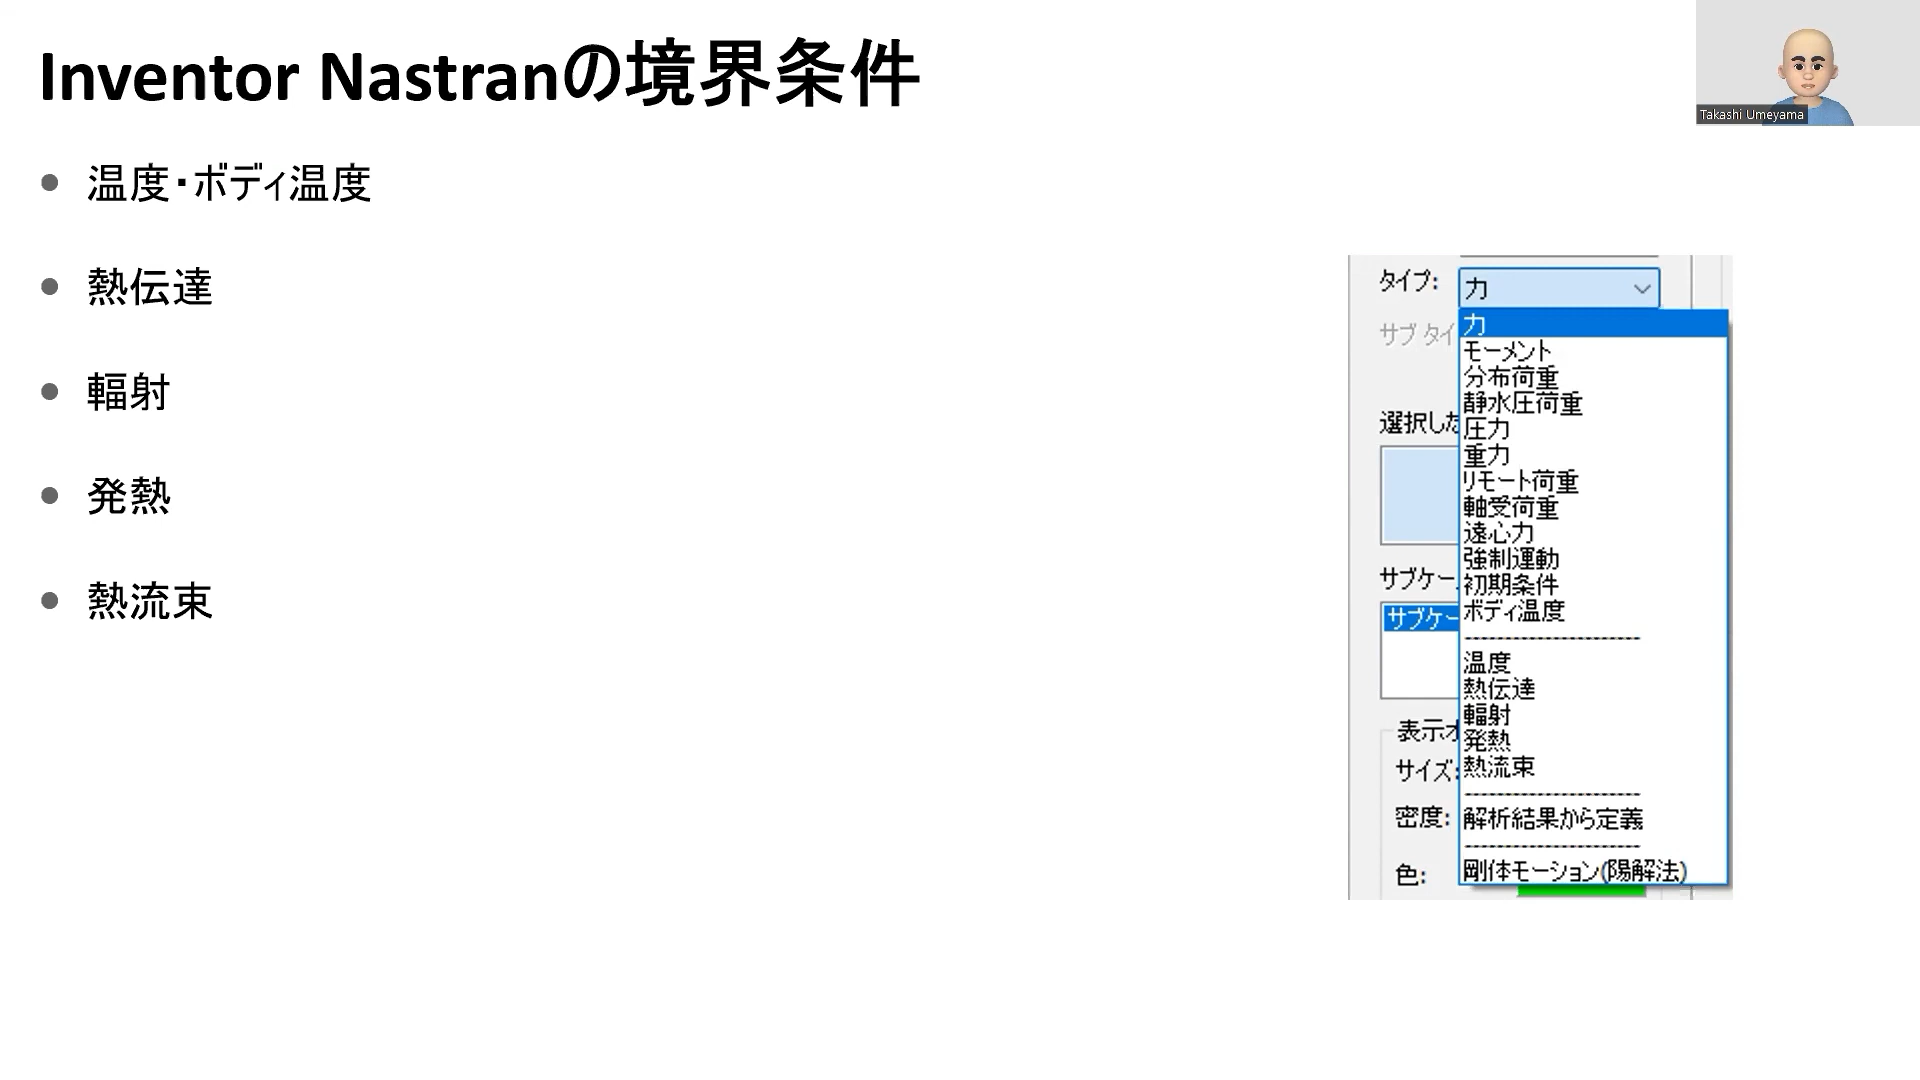 Inventor Nastranの境界条件
Takashi Umeyama
温度・ボディ温度
熱伝達
輻射
発熱
熱流束
タイプ:
力
サブ タイ
選択した
サブケー
サブケー
表示オ
サイズ:
密度:
色:
力
モーメント
分布荷重
静水圧荷重
圧力
重力
リモート荷重
軸受荷重
遠心力
強制運動
初期条件
ボディ温度
温度
熱伝達
輻射
発熱
熱流束
解析結果から定義
剛体モーション(陽解法)